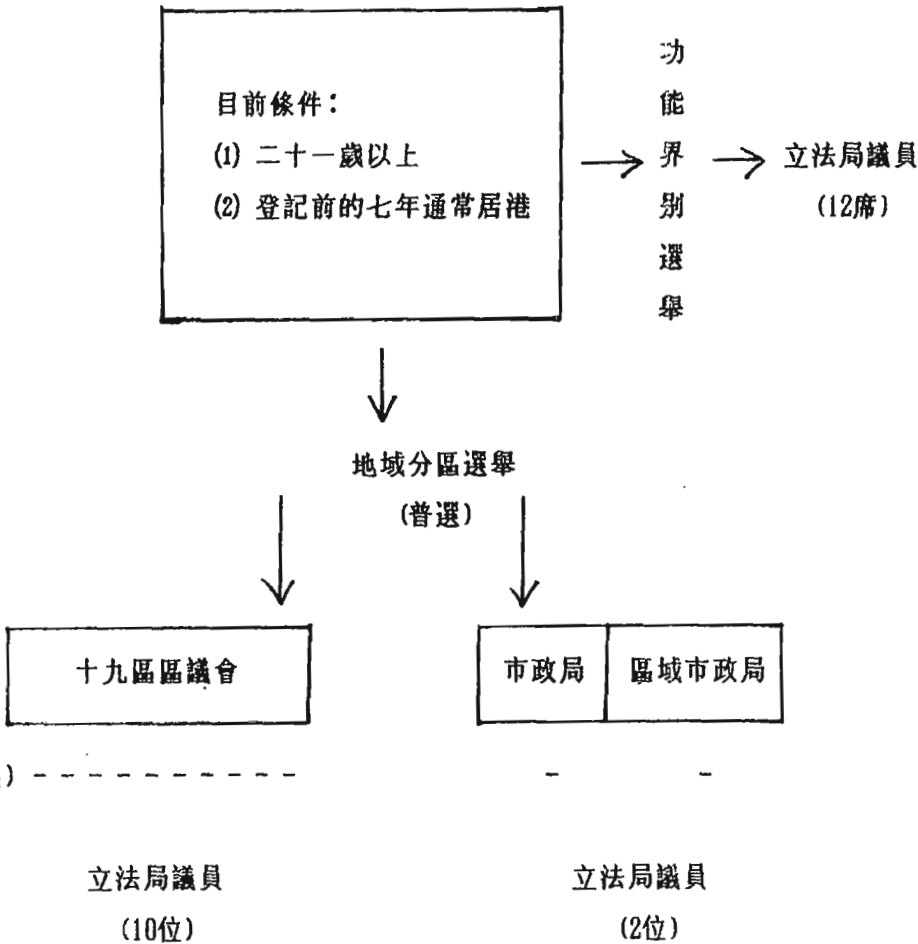 目前條件：
(1) 二十一歲以上
(2) 登記前的七年通常居港
功能界別選舉
立法局議員
(12席)
地域分區選舉
(普選)
十九區區議會
市政局
區域市政局
) - - - - - - - - - -
- -
立法局議員
(10位)
立法局議員
(2位)